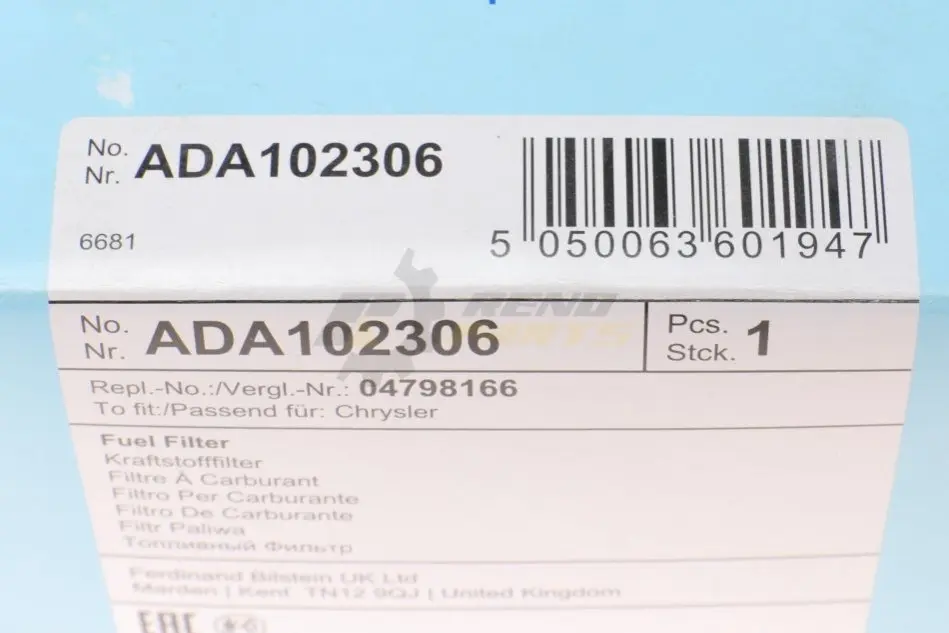 No.
Nr. ADA102306
6681
5 050063 601947
No.
Nr. ADA102306
Pcs.
Stck. 1
Repl.-No.:/Vergl.-Nr.: 04798166
To fit:/Passend für: Chrysler
Fuel Filter
Kraftstofffilter
Filtre À Carburant
Filtro Per Carburante
Filtro De Carburante
Filtr Paliwa
Топливный Фильтр
Ferdinand Bilstein UK Ltd
Marden | Kent TN12 9QJ | United Kingdom
EAC
RENO
PARTS